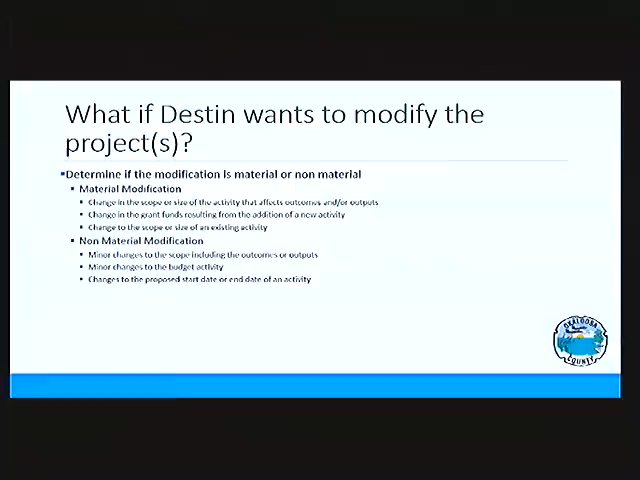 What if Destin wants to modify the
project(s)?
▪Determine if the modification is material or non material
▪ Material Modification
▪ Change in the scope or size of the activity that affects outcomes and/or outputs
▪ Change in the grant funds resulting from the addition of a new activity
▪ Change to the scope or size of an existing activity
▪ Non Material Modification
▪ Minor changes to the scope including the outcomes or outputs
▪ Minor changes to the budget activity
▪ Changes to the proposed start date or end date of an activity
OKALOOSA
COUNTY